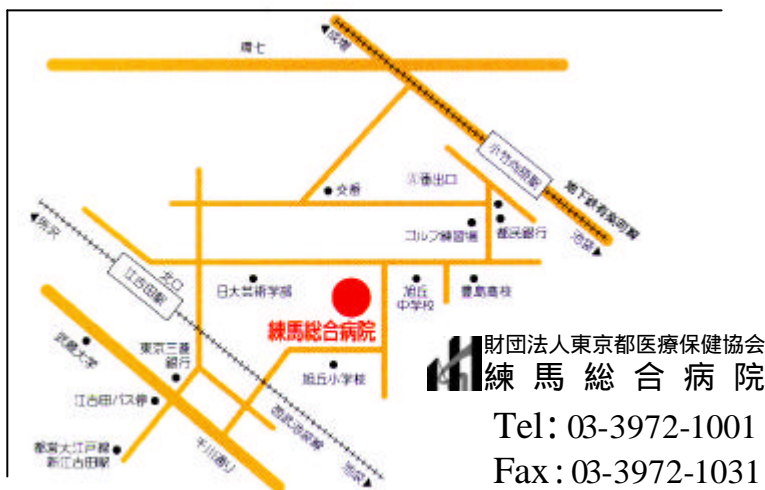 ◀成増
環七
小竹向原駅
地下鉄有楽町線
池袋▶
①番出口
交番
ゴルフ練習場
都民銀行
◀所沢
江古田駅
北口
日大芸術学部
旭丘
中学校
豊島高校
練馬総合病院
武蔵大学
東京三菱
銀行
旭丘小学校
江古田バス停
西武池袋線
都営大江戸線
新江古田駅
千川通り
池袋▶
財団法人東京都医療保健協会
練馬総合病院
Tel: 03-3972-1001
Fax: 03-3972-1031